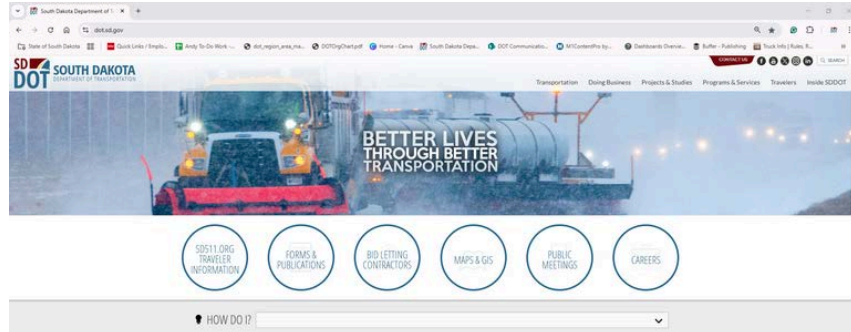 South Dakota Department of T
dot.sd.gov
State of South Dakota
Quick Links / Emplo...
Andy To-Do Work -...
dot_region_area_ma...
DOTOrgChart.pdf
Home - Canva
South Dakota Depa...
DOT Communicatio...
M1ContentPro by...
Dashboards Overvie...
Buffer - Publishing
Truck Info | Rules, R...
SD
DOT
SOUTH DAKOTA
DEPARTMENT OF TRANSPORTATION
CONTACT US
SEARCH
Transportation Doing Business Projects & Studies Programs & Services Travelers Inside SDDOT
BETTER LIVES
THROUGH BETTER
TRANSPORTATION
SD511.ORG
TRAVELER
INFORMATION
FORMS &
PUBLICATIONS
BID LETTING
CONTRACTORS
MAPS & GIS
PUBLIC
MEETINGS
CAREERS
HOW DO I?